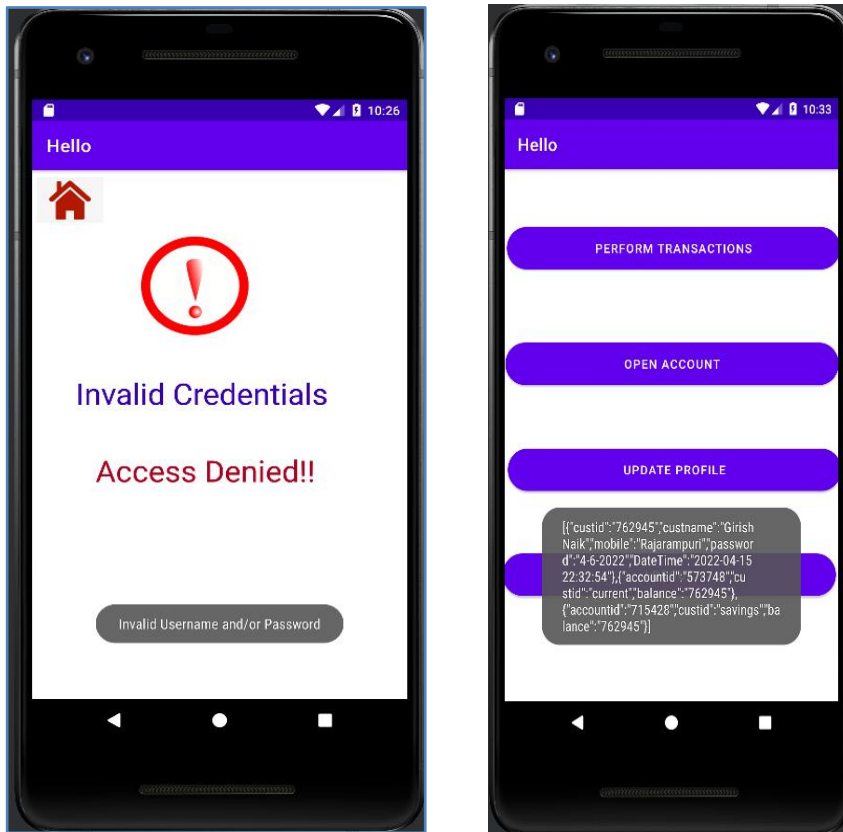 10:26
Hello
Invalid Credentials
Access Denied!!
Invalid Username and/or Password
10:33
Hello
PERFORM TRANSACTIONS
OPEN ACCOUNT
UPDATE PROFILE
[{"custid":"762945","custname":"Girish
Naik","mobile":"Rajarampuri","passwor
d":"4-6-2022","DateTime":"2022-04-15
22:32:54"},{"accountid":"573748","cu
stid":"current","balance":"762945"},
{"accountid":"715428","custid":"savings","ba
lance":"762945"}]